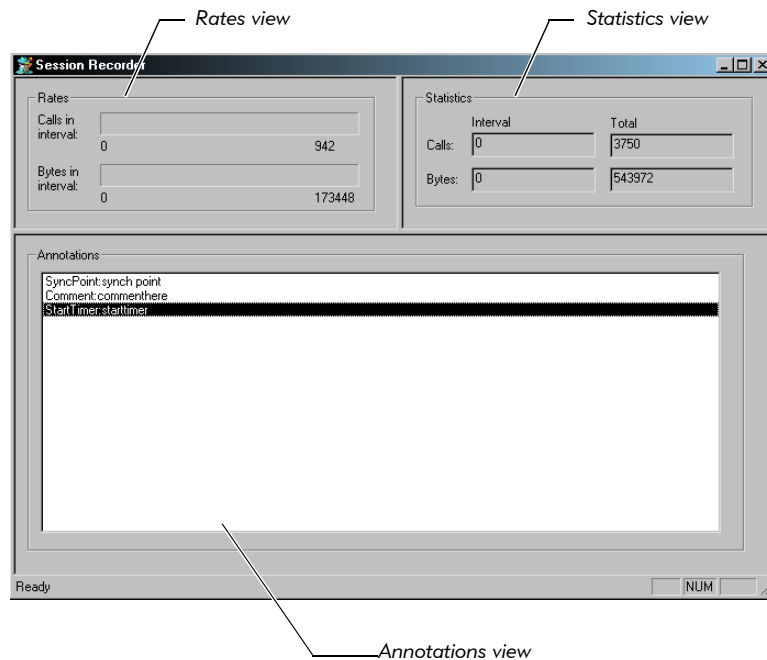 Rates view
Statistics view
Session Recorder
Rates
Calls in
interval:
0 942
Bytes in
interval:
0 173448
Statistics
Interval Total
Calls: 0 3750
Bytes: 0 543972
Annotations
SyncPoint:synch point
Comment:commenthere
StartTimer:starttimer
Ready NUM
Annotations view